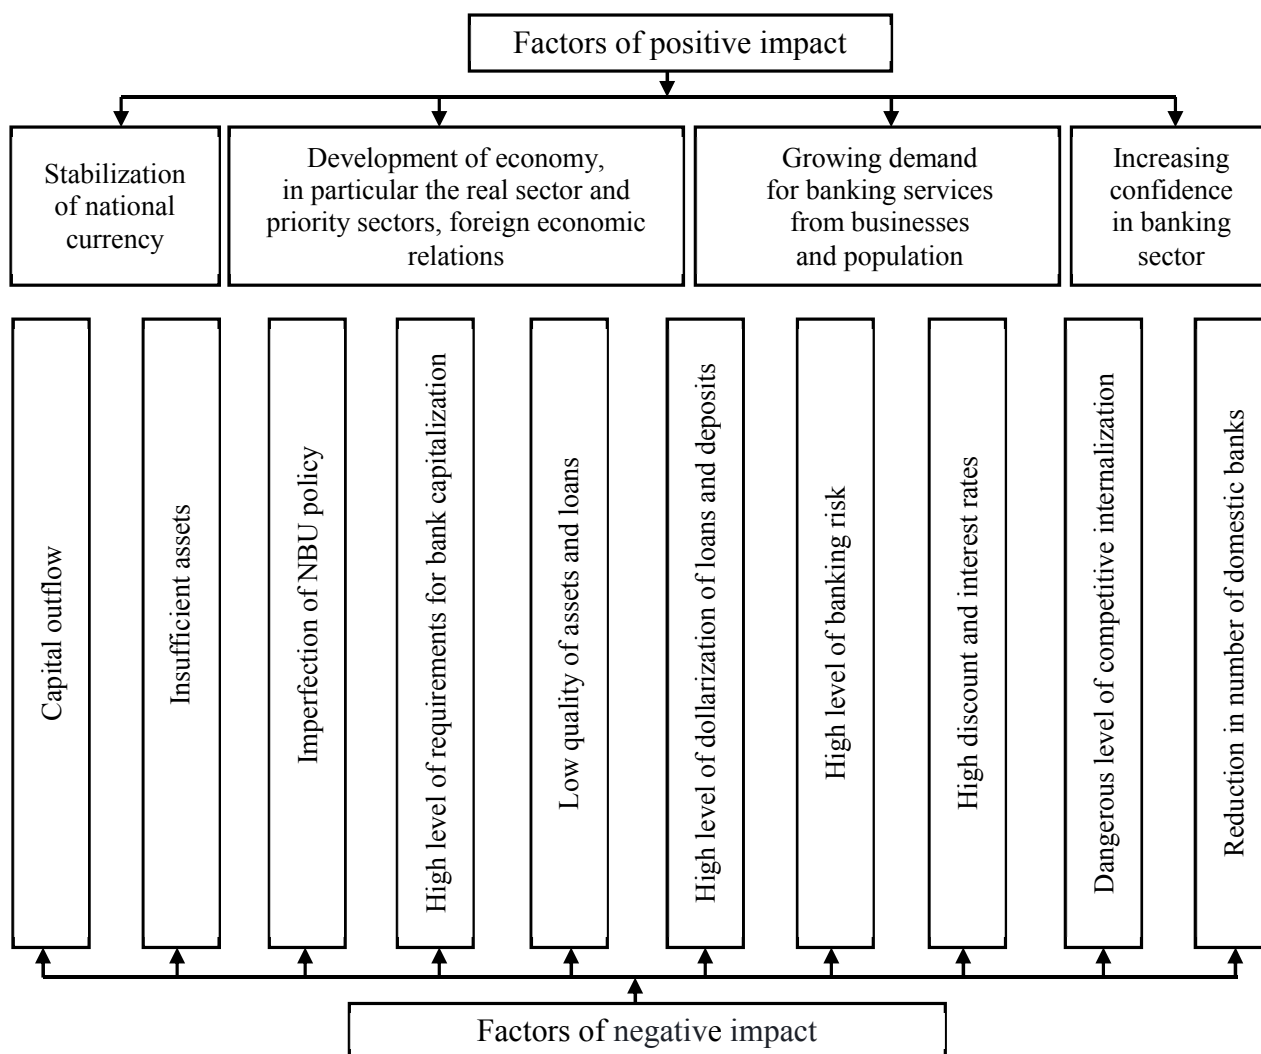 Factors of positive impact
Stabilization
of national
currency
Development of economy,
in particular the real sector and
priority sectors, foreign economic
relations
Growing demand
for banking services
from businesses
and population
Increasing
confidence
in banking
sector
Capital outflow
Insufficient assets
Imperfection of NBU policy
High level of requirements for bank capitalization
Low quality of assets and loans
High level of dollarization of loans and deposits
High level of banking risk
High discount and interest rates
Dangerous level of competitive internalization
Reduction in number of domestic banks
Factors of negative impact